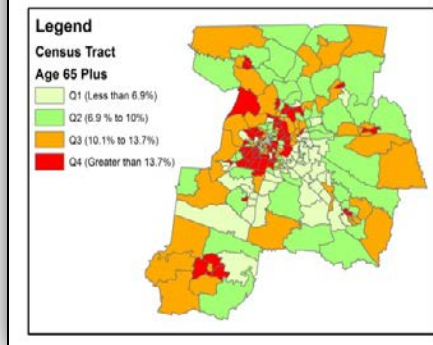 Legend
Census Tract
Age 65 Plus
Q1 (Less than 6.9%)
Q2 (6.9 % to 10%)
Q3 (10.1% to 13.7%)
Q4 (Greater than 13.7%)